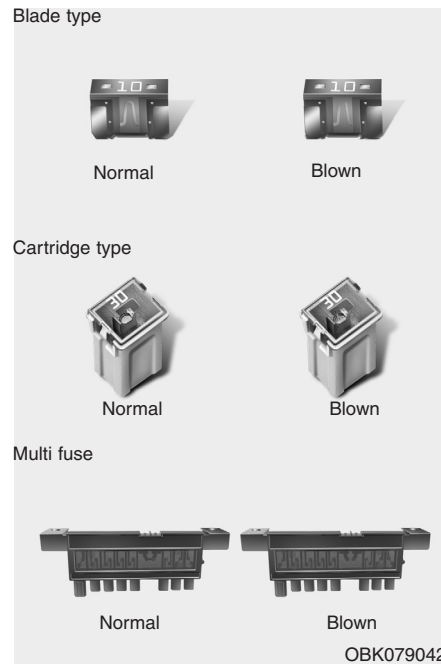 Blade type
10 10
Normal Blown
Cartridge type
30 30
Normal Blown
Multi fuse
Normal Blown
OBK079042